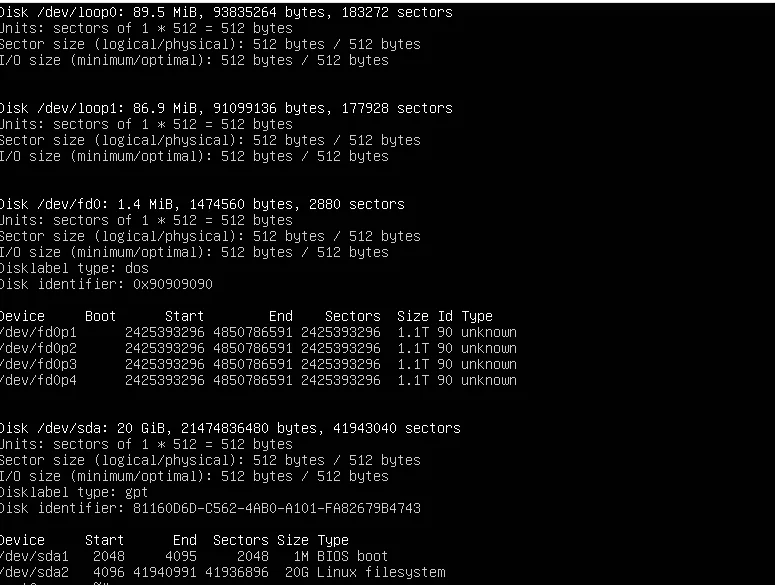 Disk /dev/loop0: 89.5 MiB, 93835264 bytes, 183272 sectors
Units: sectors of 1 * 512 = 512 bytes
Sector size (logical/physical): 512 bytes / 512 bytes
I/O size (minimum/optimal): 512 bytes / 512 bytes
Disk /dev/loop1: 86.9 MiB, 91099136 bytes, 177928 sectors
Units: sectors of 1 * 512 = 512 bytes
Sector size (logical/physical): 512 bytes / 512 bytes
I/O size (minimum/optimal): 512 bytes / 512 bytes
Disk /dev/fd0: 1.4 MiB, 1474560 bytes, 2880 sectors
Units: sectors of 1 * 512 = 512 bytes
Sector size (logical/physical): 512 bytes / 512 bytes
I/O size (minimum/optimal): 512 bytes / 512 bytes
Disklabel type: dos
Disk identifier: 0x90909090
Device Boot Start End Sectors Size Id Type
/dev/fd0p1 2425393296 4850786591 2425393296 1.1T 90 unknown
/dev/fd0p2 2425393296 4850786591 2425393296 1.1T 90 unknown
/dev/fd0p3 2425393296 4850786591 2425393296 1.1T 90 unknown
/dev/fd0p4 2425393296 4850786591 2425393296 1.1T 90 unknown
Disk /dev/sda: 20 GiB, 21474836480 bytes, 41943040 sectors
Units: sectors of 1 * 512 = 512 bytes
Sector size (logical/physical): 512 bytes / 512 bytes
I/O size (minimum/optimal): 512 bytes / 512 bytes
Disklabel type: gpt
Disk identifier: 81160D6D-C562-4AB0-A101-FA82679B4743
Device Start End Sectors Size Type
/dev/sda1 2048 4095 2048 1M BIOS boot
/dev/sda2 4096 41940991 41936896 20G Linux filesystem